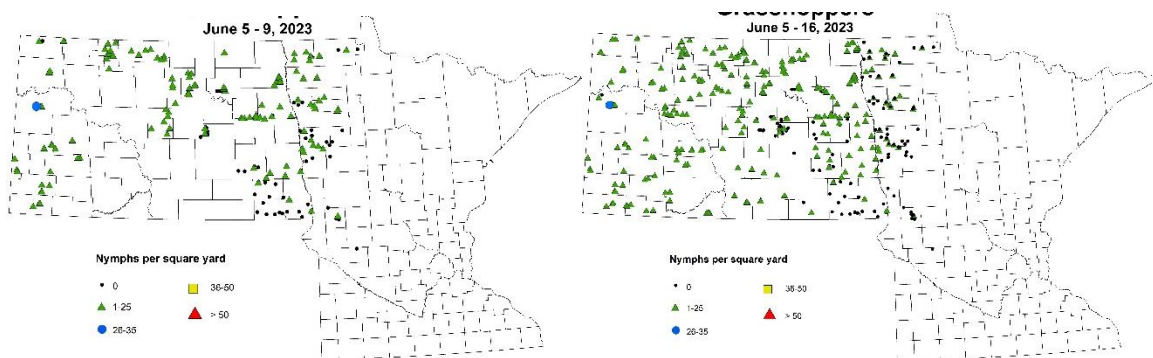 June 5 - 9, 2023
Nymphs per square yard
0
36-50
1-25
> 50
26-35
Grasshoppers
June 5 - 16, 2023
Nymphs per square yard
0
36-50
1-25
> 50
26-35